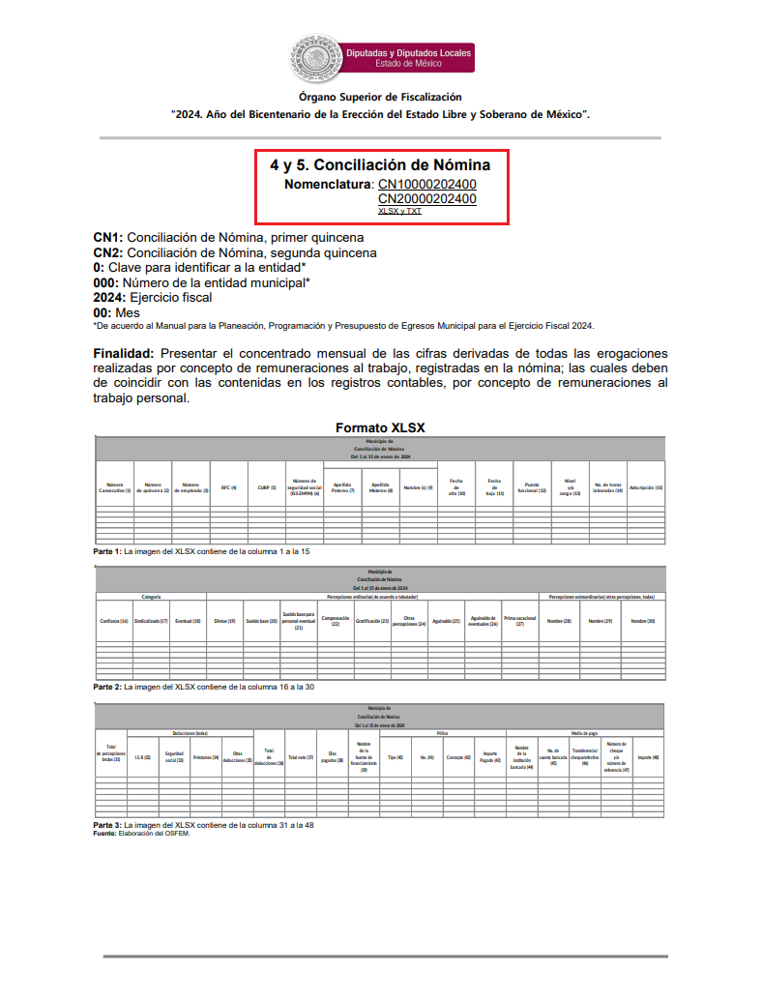 Diputadas y Diputados Locales
Estado de México
Órgano Superior de Fiscalización
"2024. Año del Bicentenario de la Erección del Estado Libre y Soberano de México".
4 y 5. Conciliación de Nómina
Nomenclatura: CN10000202400
CN20000202400
XLSX y TXT
CN1: Conciliación de Nómina, primer quincena
CN2: Conciliación de Nómina, segunda quincena
0: Clave para identificar a la entidad*
000: Número de la entidad municipal*
2024: Ejercicio fiscal
00: Mes
*De acuerdo al Manual para la Planeación, Programación y Presupuesto de Egresos Municipal para el Ejercicio Fiscal 2024.
Finalidad: Presentar el concentrado mensual de las cifras derivadas de todas las erogaciones
realizadas por concepto de remuneraciones al trabajo, registradas en la nómina; las cuales deben
de coincidir con las contenidas en los registros contables, por concepto de remuneraciones al
trabajo personal.
Formato XLSX
Municipio de
Conciliación de Nómina
Del 1 al 15 de enero de 2024
Número Consecutivo (1)
Número de quincena (2)
Número de empleado (3)
RFC (4)
CURP (5)
Número de seguridad social (ISSEMYM) (6)
Apellido Paterno (7)
Apellido Materno (8)
Nombre (s) (9)
Fecha de alta (10)
Fecha de baja (11)
Puesto funcional (12)
Nivel y/o rango (13)
No. de horas laboradas (14)
Adscripción (15)
Parte 1: La imagen del XLSX contiene de la columna 1 a la 15
Municipio de
Conciliación de Nómina
Del 1 al 15 de enero de 2024
Categoría
Percepciones ordinarias( de acuerdo a tabulador)
Percepciones extraordinarias( otras percepciones, todas)
Confianza (16)
Sindicalizado (17)
Eventual (18)
Dietas (19)
Sueldo base (20)
Sueldo base para personal eventual (21)
Compensación (22)
Gratificación (23)
Otras percepciones (24)
Aguinaldo (25)
Aguinaldo de eventuales (26)
Prima vacacional (27)
Nombre (28)
Nombre (29)
Nombre (30)
Parte 2: La imagen del XLSX contiene de la columna 16 a la 30
Municipio de
Conciliación de Nómina
Del 1 al 15 de enero de 2024
Deducciones (todas)
Póliza
Medio de pago
Total de percepciones brutas (31)
I.S.R (32)
Seguridad social (33)
Préstamos (34)
Otras deducciones (35)
Total de deducciones (36)
Total neto (37)
Días pagados (38)
Nombre de la fuente de financiamiento (39)
Tipo (40)
No. (41)
Concepto (42)
Importe Pagado (43)
Nombre de la institución bancaria (44)
No. de cuenta bancaria (45)
Transferencia/ cheque/efectivo (46)
Número de cheque y/o número de referencia (47)
Importe (48)
Parte 3: La imagen del XLSX contiene de la columna 31 a la 48
Fuente: Elaboración del OSFEM.